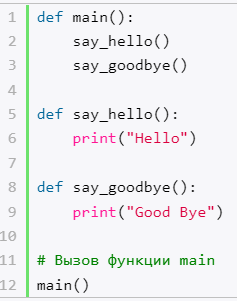 1 def main():
2     say_hello()
3     say_goodbye()
4
5 def say_hello():
6     print("Hello")
7
8 def say_goodbye():
9     print("Good Bye")
10
11 # Вызов функции main
12 main()